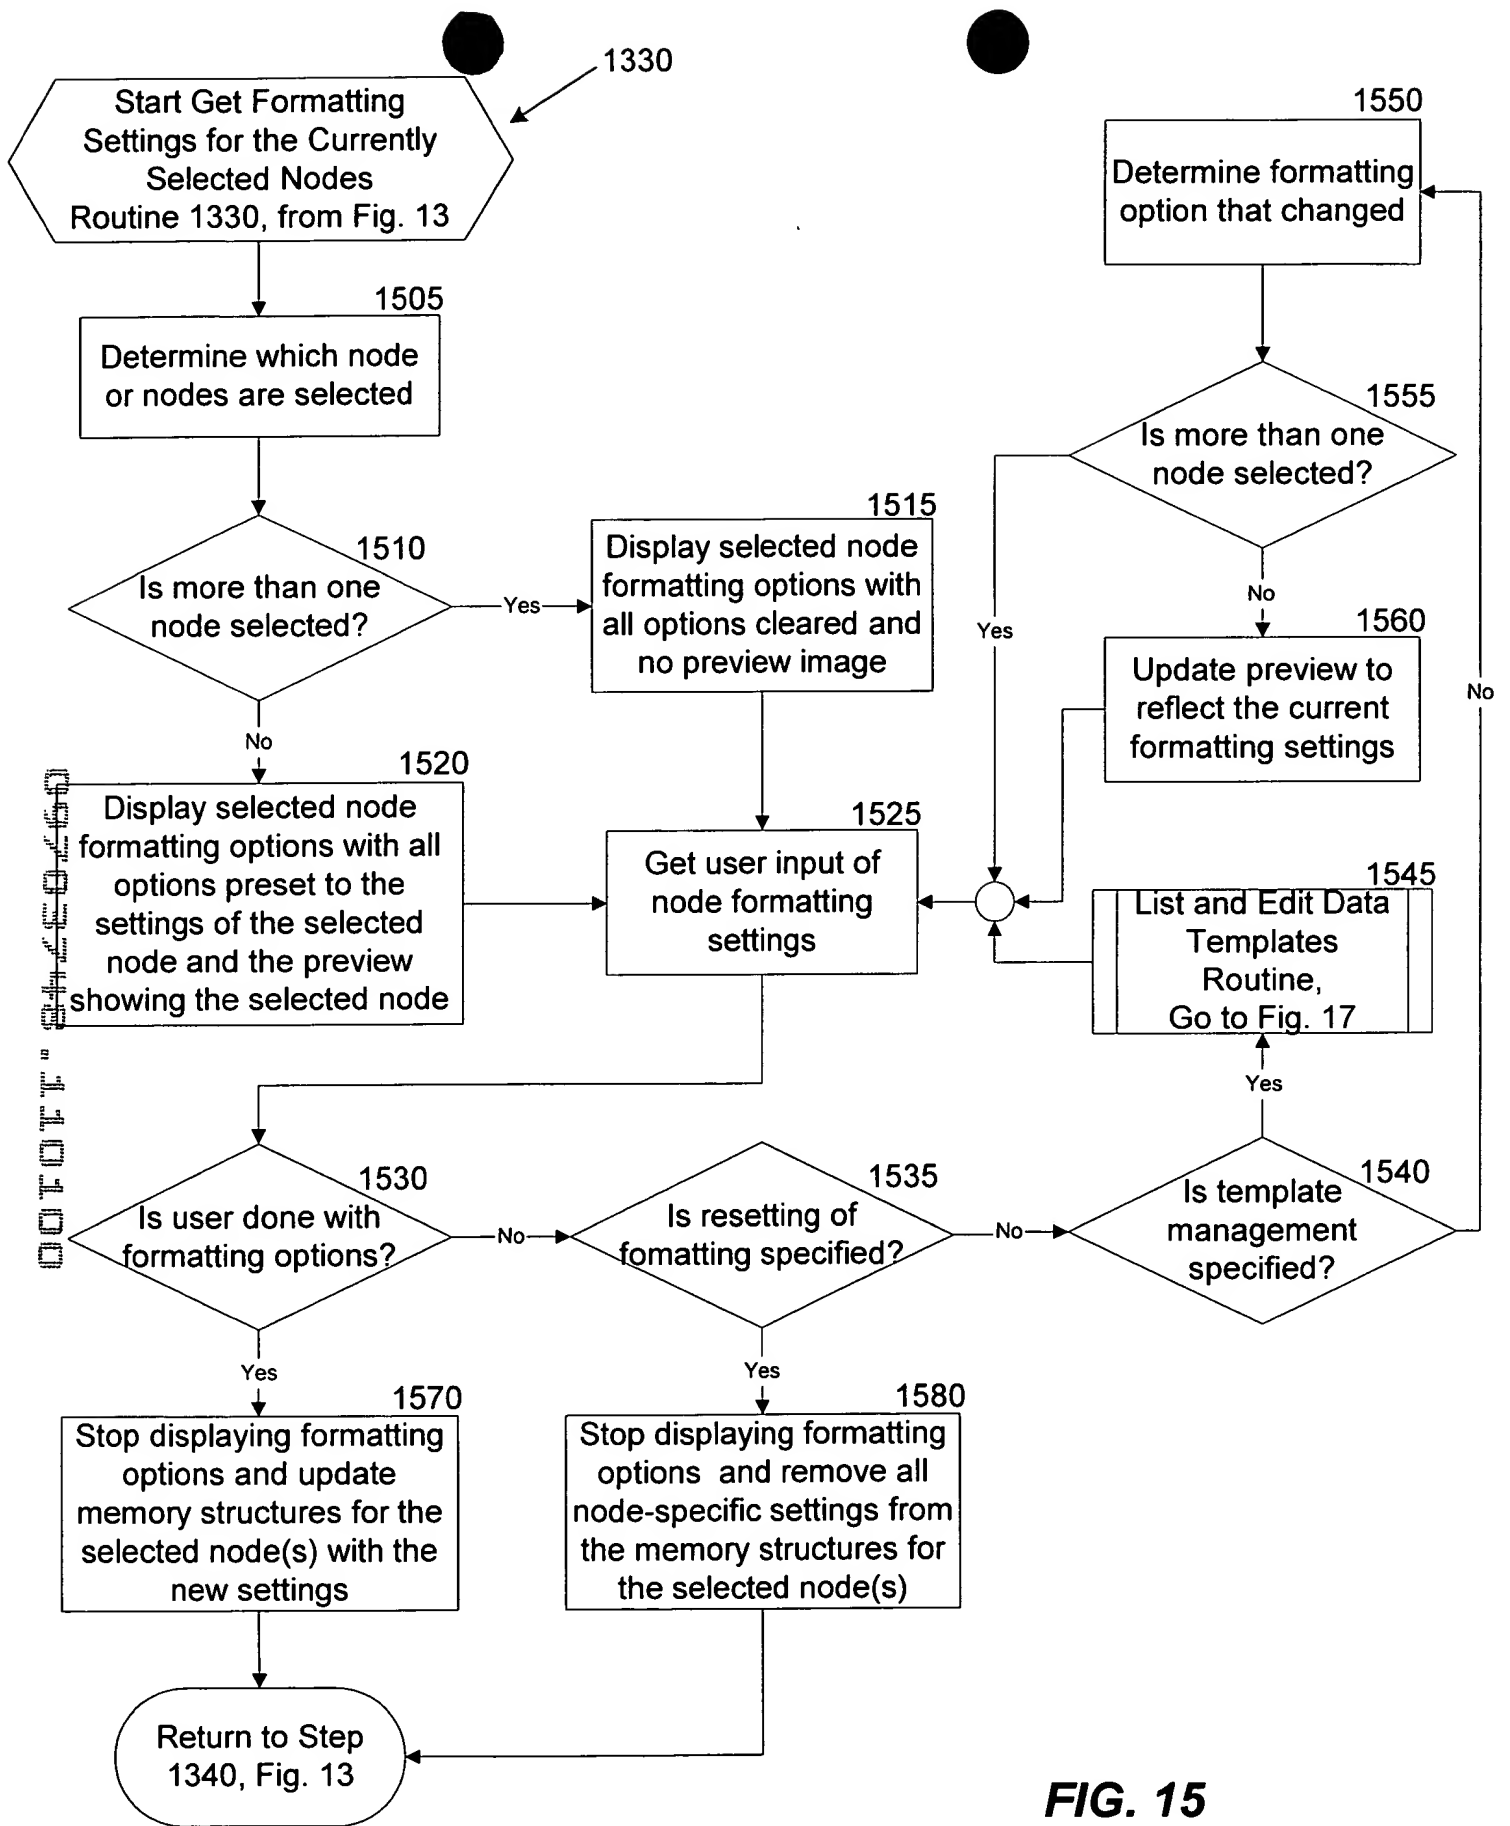 1330
Start Get Formatting
Settings for the Currently
Selected Nodes
Routine 1330, from Fig. 13
1505
Determine which node
or nodes are selected
1510
Is more than one
node selected?
Yes
No
1515
Display selected node
formatting options with
all options cleared and
no preview image
1520
Display selected node
formatting options with all
options preset to the
settings of the selected
node and the preview
showing the selected node
1525
Get user input of
node formatting
settings
1530
Is user done with
formatting options?
No
Yes
1535
Is resetting of
fomatting specified?
No
Yes
1540
Is template
management
specified?
Yes
No
1545
List and Edit Data
Templates
Routine,
Go to Fig. 17
1550
Determine formatting
option that changed
1555
Is more than one
node selected?
Yes
No
1560
Update preview to
reflect the current
formatting settings
1570
Stop displaying formatting
options and update
memory structures for the
selected node(s) with the
new settings
1580
Stop displaying formatting
options and remove all
node-specific settings from
the memory structures for
the selected node(s)
Return to Step
1340, Fig. 13
FIG. 15